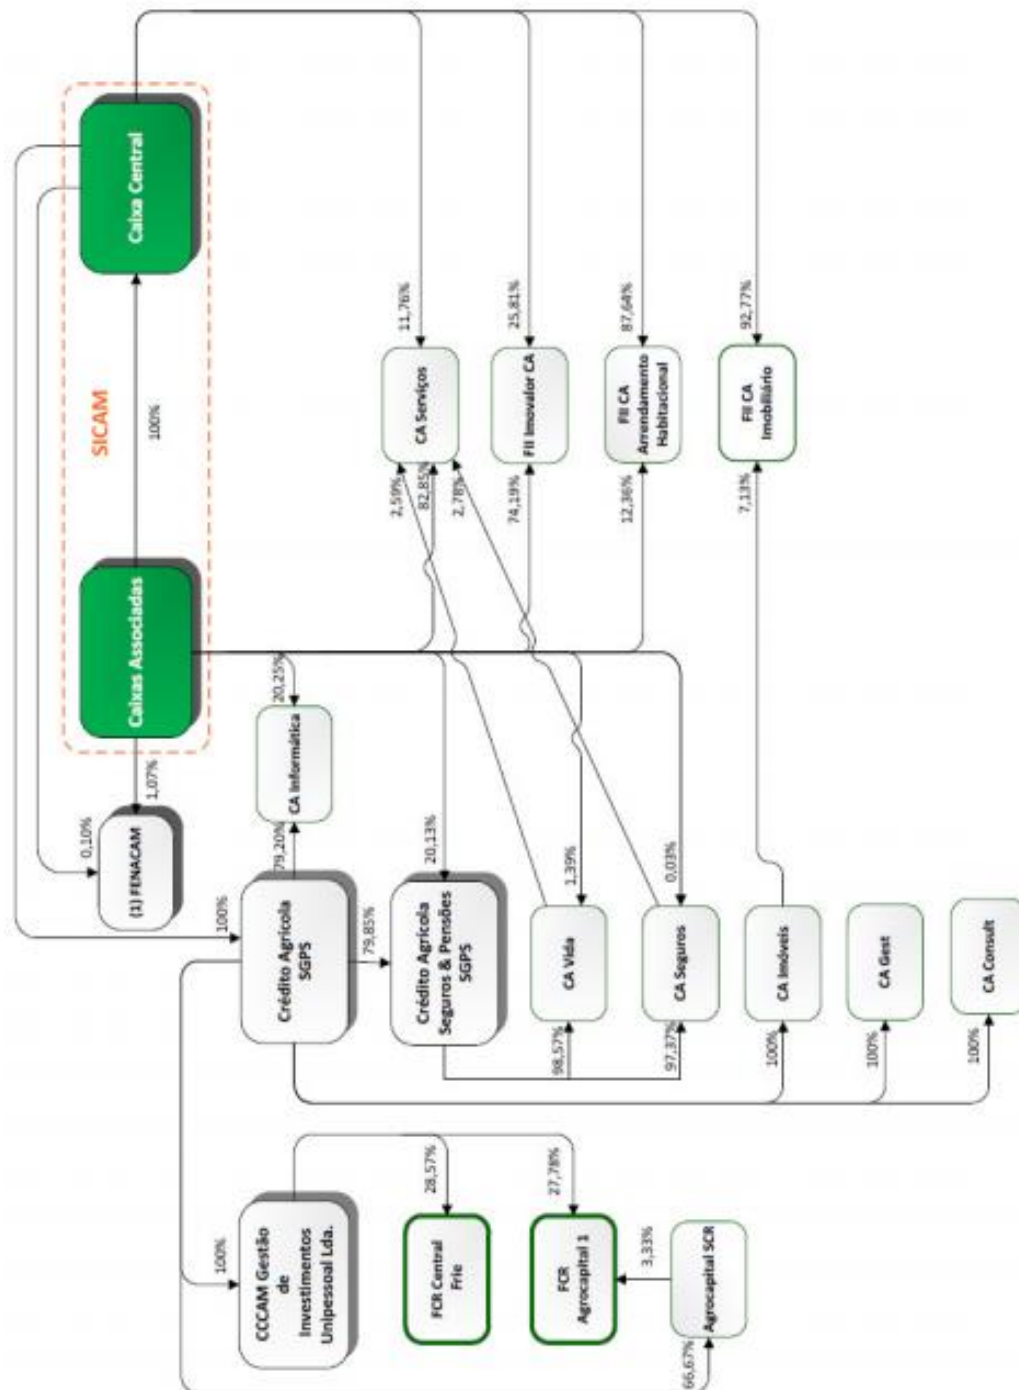 SICAM
Caixas Associadas
100%
Caixa Central
0,10%
1,07%
(1) FENACAM
100%
Crédito Agrícola
SGPS
79,20%
20,25%
CA Informática
79,85%
20,13%
Crédito Agrícola
Seguros & Pensões
SGPS
2,59%
82,85%
2,78%
11,76%
CA Serviços
74,19%
25,81%
FII Imovalor CA
12,36%
87,64%
FII CA
Arrendamento
Habitacional
7,13%
92,77%
FII CA
Imobiliário
98,57%
1,39%
CA Vida
97,37%
0,03%
CA Seguros
100%
CA Imóveis
100%
CA Gest
100%
CA Consult
100%
CCCAM Gestão
de
Investimentos
Unipessoal Lda.
28,57%
FCR Central
Frie
27,78%
FCR
Agrocapital 1
3,33%
66,67%
Agrocapital SCR